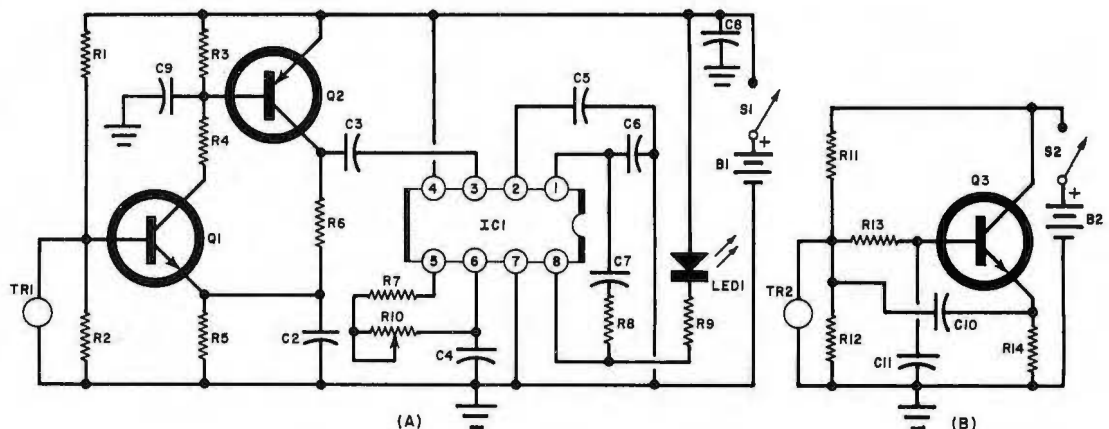 R1
R3
C9
Q2
C3
R4
Q1
R6
TR1
R2
R5
C2
4
3
2
1
IC1
5
6
7
8
R7
R10
C4
C5
C6
C7
R8
LED1
R9
C8
S1
+
B1
(A)
R11
R13
Q3
S2
+
B2
TR2
R12
C10
C11
R14
(B)